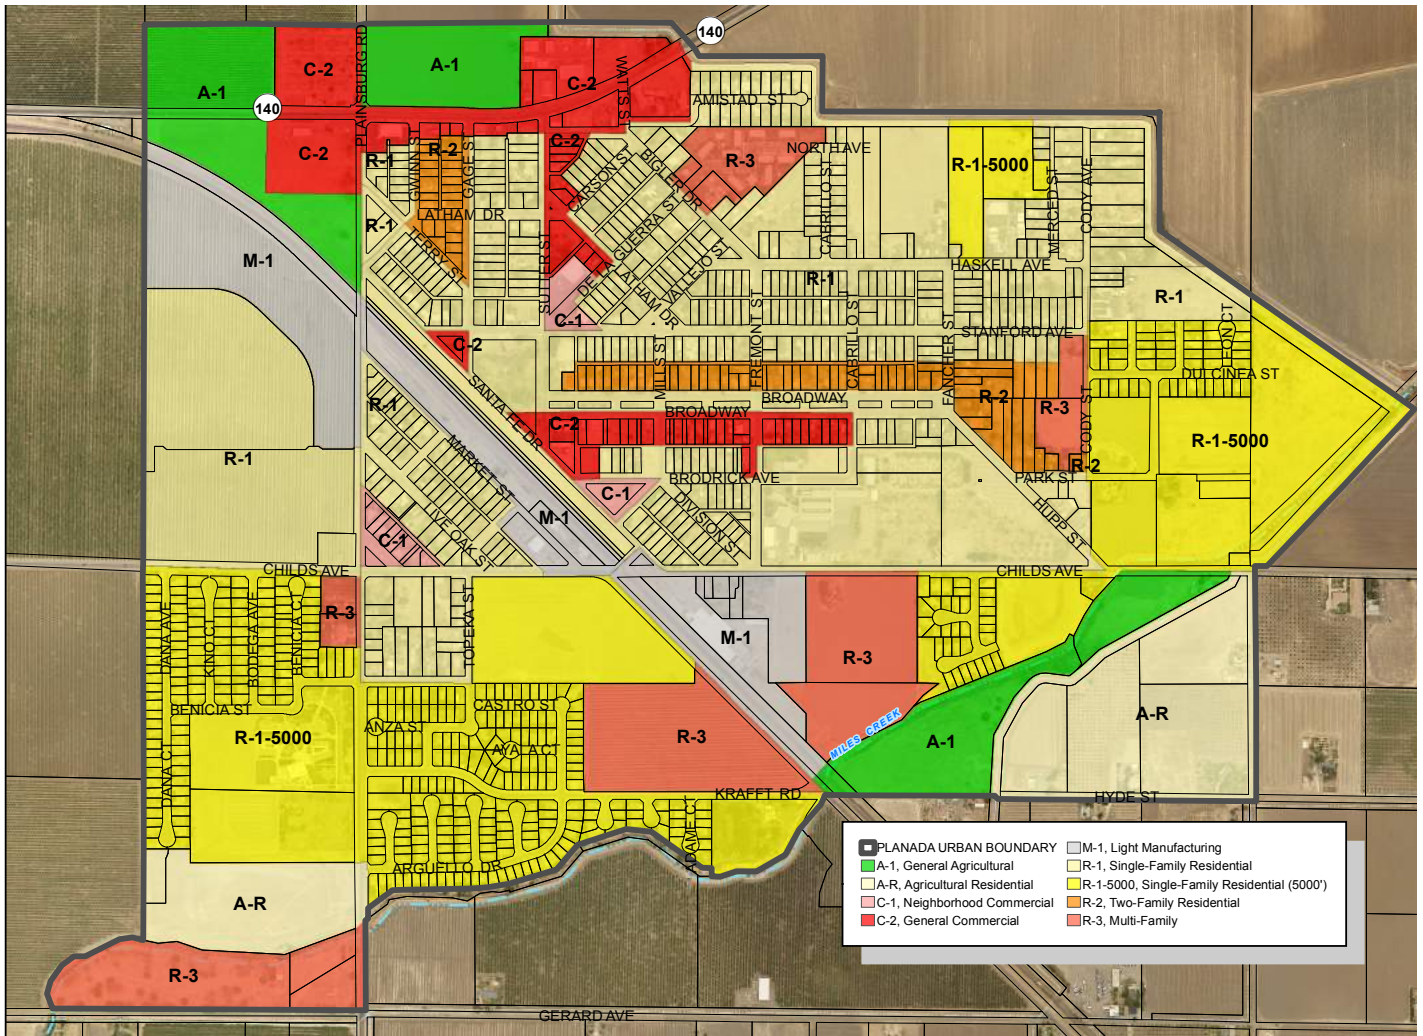 140
PLAINSBURG RD
C-2
A-1
A-1
C-2
WATTS ST
140
AMISTAD ST
C-2
R-1
GWINN ST
R-2
GAGE ST
C-2
CARSON ST
BIGLER DR
R-3
NORTH AVE
R-1-5000
MERCED ST
CODY AVE
CABRILLO ST
LATHAM DR
R-1
TERRY ST
SUTTER ST
DE LA GUERRA ST
LATHAM DR
VALLEJO ST
M-1
R-1
HASKELL AVE
R-1
C-1
MILLS ST
FREMONT ST
CABRILLO S
FANCHER ST
STANFORD AVE
LEON CT
C-2
DULCINEA ST
SANTA FE DR
R-1
BROADWAY
BROADWAY
R-2
R-3
CODY ST
C-2
R-1-5000
R-1
MARKET ST
BRODRICK AVE
R-2
PARK ST
C-1
M-1
DIVISION ST
HUPP ST
LIVE OAK ST
C-1
CHILDS AVE
CHILDS AVE
DANA AVE
KINO CT
BODEGA AVE
BENICIA CT
R-3
TOPEKA ST
M-1
R-3
BENICIA ST
ANZA ST
CASTRO ST
AYALA CT
R-1-5000
R-3
MILES CREEK
A-1
A-R
DANA CT
KRAFFT RD
HYDE ST
ADAME CT
ARGUELLO DR
A-R
R-3
GERARD AVE
PLANADA URBAN BOUNDARY
A-1, General Agricultural
A-R, Agricultural Residential
C-1, Neighborhood Commercial
C-2, General Commercial
M-1, Light Manufacturing
R-1, Single-Family Residential
R-1-5000, Single-Family Residential (5000')
R-2, Two-Family Residential
R-3, Multi-Family